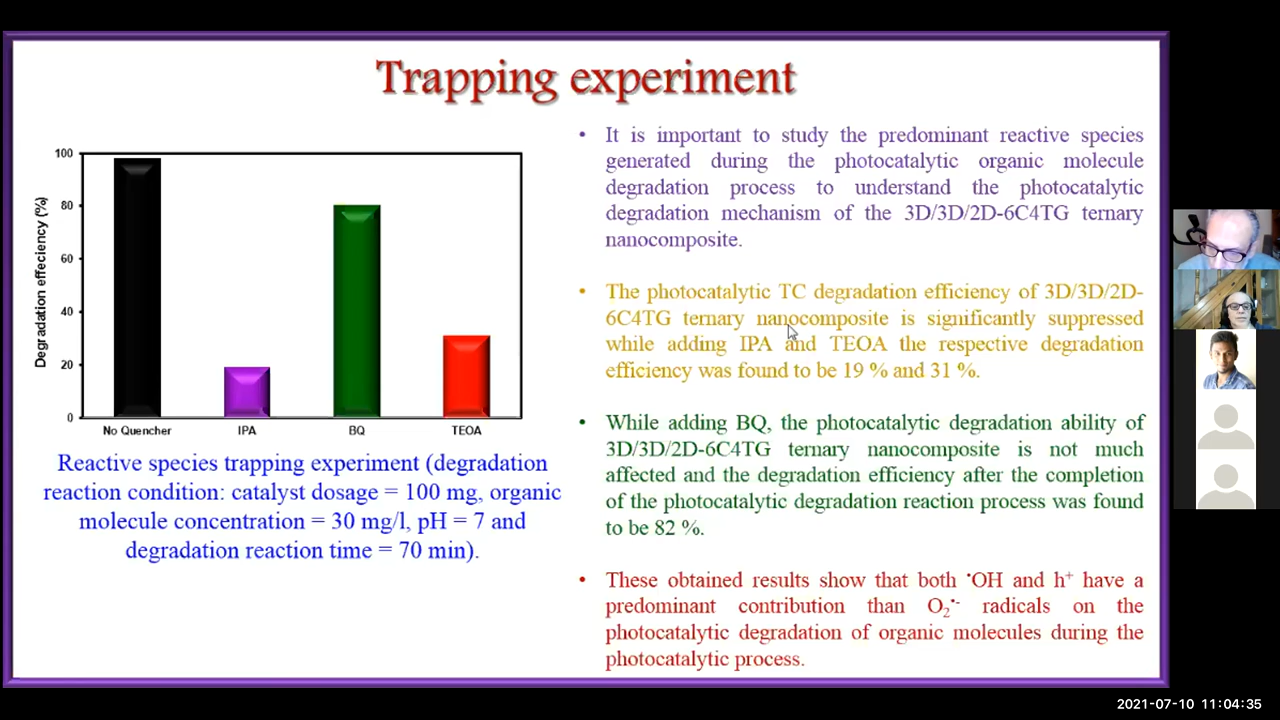 Trapping experiment
100
80
60
40
20
0
Degradation effeciency (%)
No Quencher
IPA
BQ
TEOA
Reactive species trapping experiment (degradation
reaction condition: catalyst dosage = 100 mg, organic
molecule concentration = 30 mg/l, pH = 7 and
degradation reaction time = 70 min).
• It is important to study the predominant reactive species
generated during the photocatalytic organic molecule
degradation process to understand the photocatalytic
degradation mechanism of the 3D/3D/2D-6C4TG ternary
nanocomposite.
• The photocatalytic TC degradation efficiency of 3D/3D/2D-
6C4TG ternary nanocomposite is significantly suppressed
while adding IPA and TEOA the respective degradation
efficiency was found to be 19 % and 31 %.
• While adding BQ, the photocatalytic degradation ability of
3D/3D/2D-6C4TG ternary nanocomposite is not much
affected and the degradation efficiency after the completion
of the photocatalytic degradation reaction process was found
to be 82 %.
• These obtained results show that both •OH and h⁺ have a
predominant contribution than O₂•⁻ radicals on the
photocatalytic degradation of organic molecules during the
photocatalytic process.
2021-07-10 11:04:35